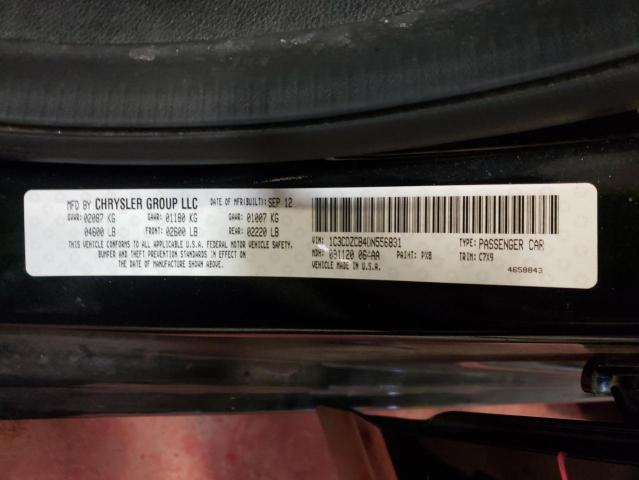 MFD BY CHRYSLER GROUP LLC DATE OF MFR(BUILT): SEP 12
GVWR: 02087 KG GAWR: 01180 KG GAWR: 01007 KG
04600 LB FRONT: 02600 LB REAR: 02220 LB
THIS VEHICLE CONFORMS TO ALL APPLICABLE U.S.A. FEDERAL MOTOR VEHICLE SAFETY,
BUMPER AND THEFT PREVENTION STANDARDS IN EFFECT ON
THE DATE OF MANUFACTURE SHOWN ABOVE.
VIN: 1C3CDZCB4DN556831 TYPE: PASSENGER CAR
MDH: 091120 064AA PAINT: PX8 TRIM: C7X9
VEHICLE MADE IN U.S.A. 4658843